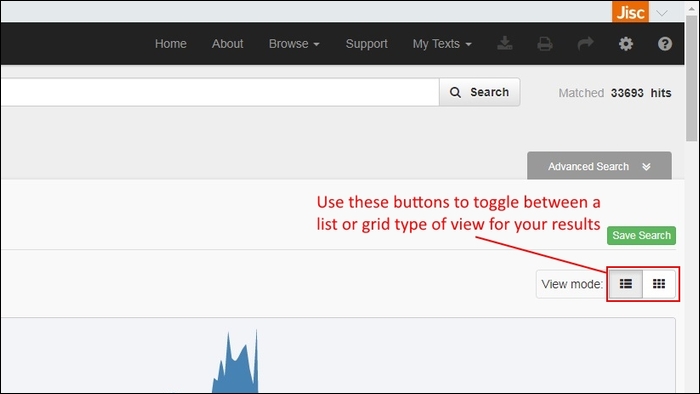 Jisc
Home About Browse Support My Texts
Search Matched 33693 hits
Advanced Search
Use these buttons to toggle between a
list or grid type of view for your results
Save Search
View mode: